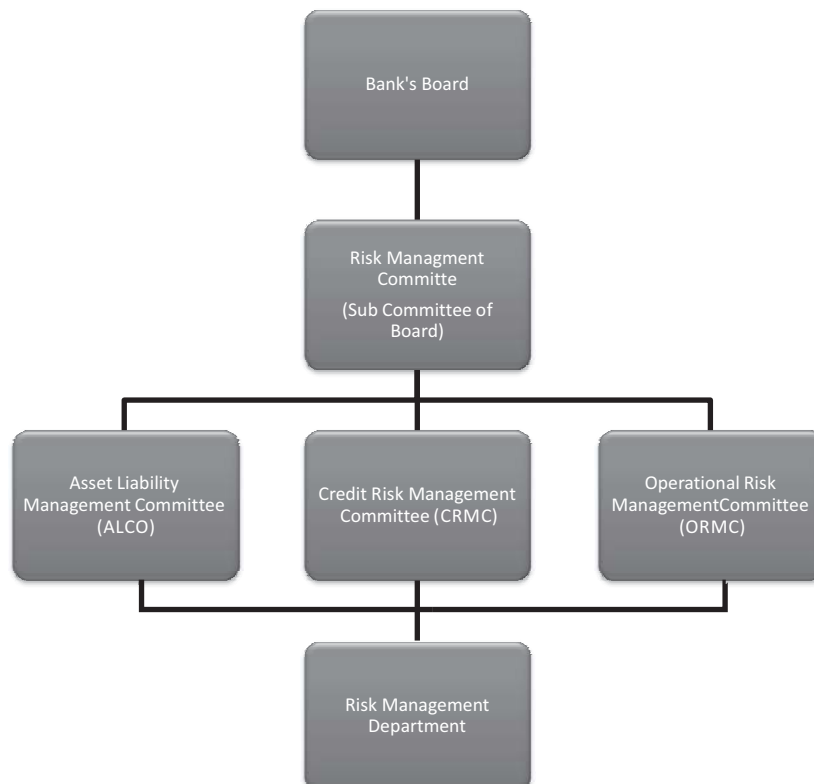 Bank's Board
Risk Managment
Committe
(Sub Committee of
Board)
Asset Liability
Management Committee
(ALCO)
Credit Risk Management
Committee (CRMC)
Operational Risk
ManagementCommittee
(ORMC)
Risk Management
Department